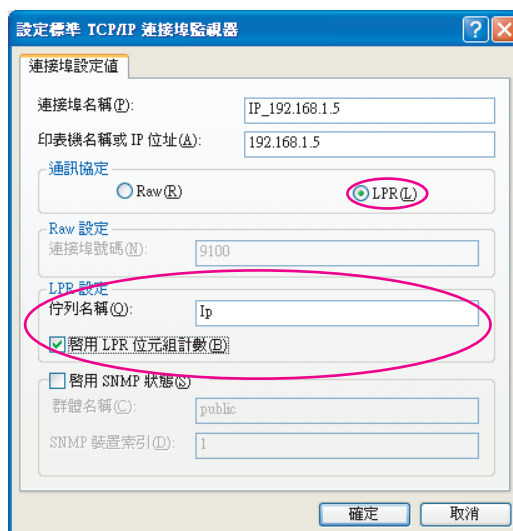 設定標準 TCP/IP 連接埠監視器
連接埠設定値
連接埠名稱(P): IP_192.168.1.5
印表機名稱或 IP 位址(A): 192.168.1.5
通訊協定
Raw(R) LPR(L)
Raw 設定
連接埠號碼(N): 9100
LPR 設定
佇列名稱(Q): Ip
啓用 LPR 位元組計數(B)
啓用 SNMP 狀態(S)
群體名稱(C): public
SNMP 裝置索引(D): 1
確定 取消